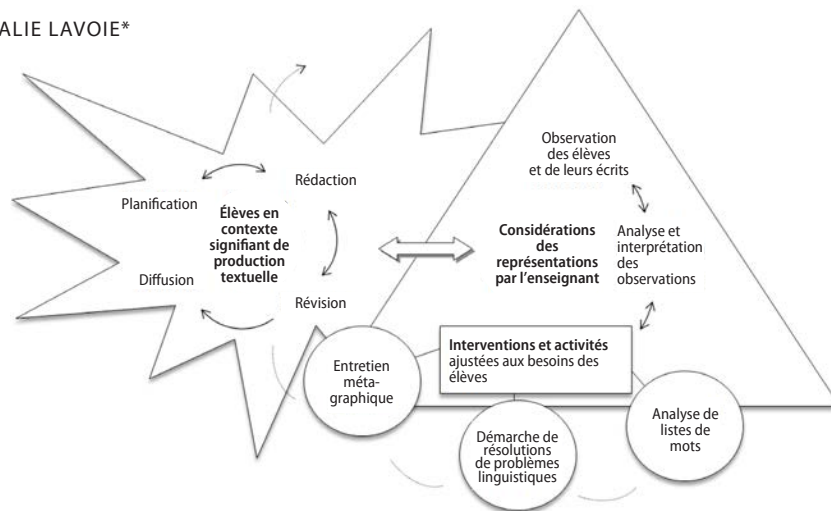 ALIE LAVOIE*
Planification
Rédaction
Élèves en
contexte
signifiant de
production
textuelle
Diffusion
Révision
Observation
des élèves
et de leurs écrits
Considérations
des
représentations
par l'enseignant
Analyse et
interprétation
des
observations
Interventions et activités
ajustées aux besoins des
élèves
Entretien
méta-
graphique
Démarche de
résolutions
de problèmes
linguistiques
Analyse de
listes de
mots